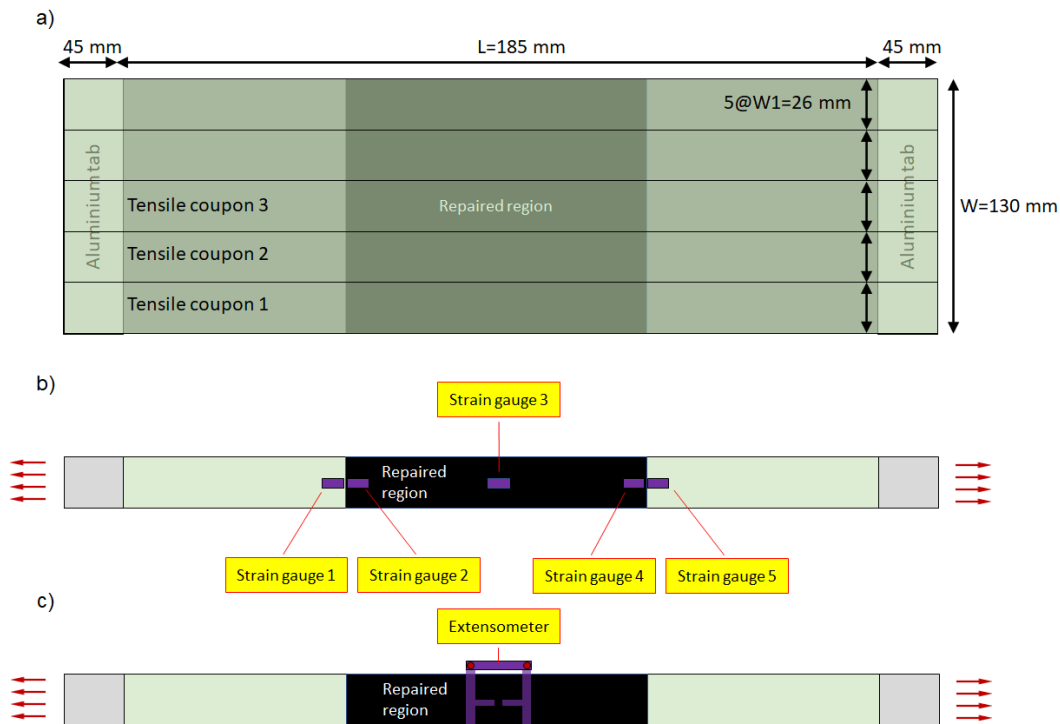 a)
45 mm
L=185 mm
45 mm
5@W1=26 mm
Aluminium tab
Tensile coupon 3
Repaired region
Aluminium tab
W=130 mm
Tensile coupon 2
Tensile coupon 1
b)
Strain gauge 3
Repaired
region
Strain gauge 1
Strain gauge 2
Strain gauge 4
Strain gauge 5
c)
Extensometer
Repaired
region